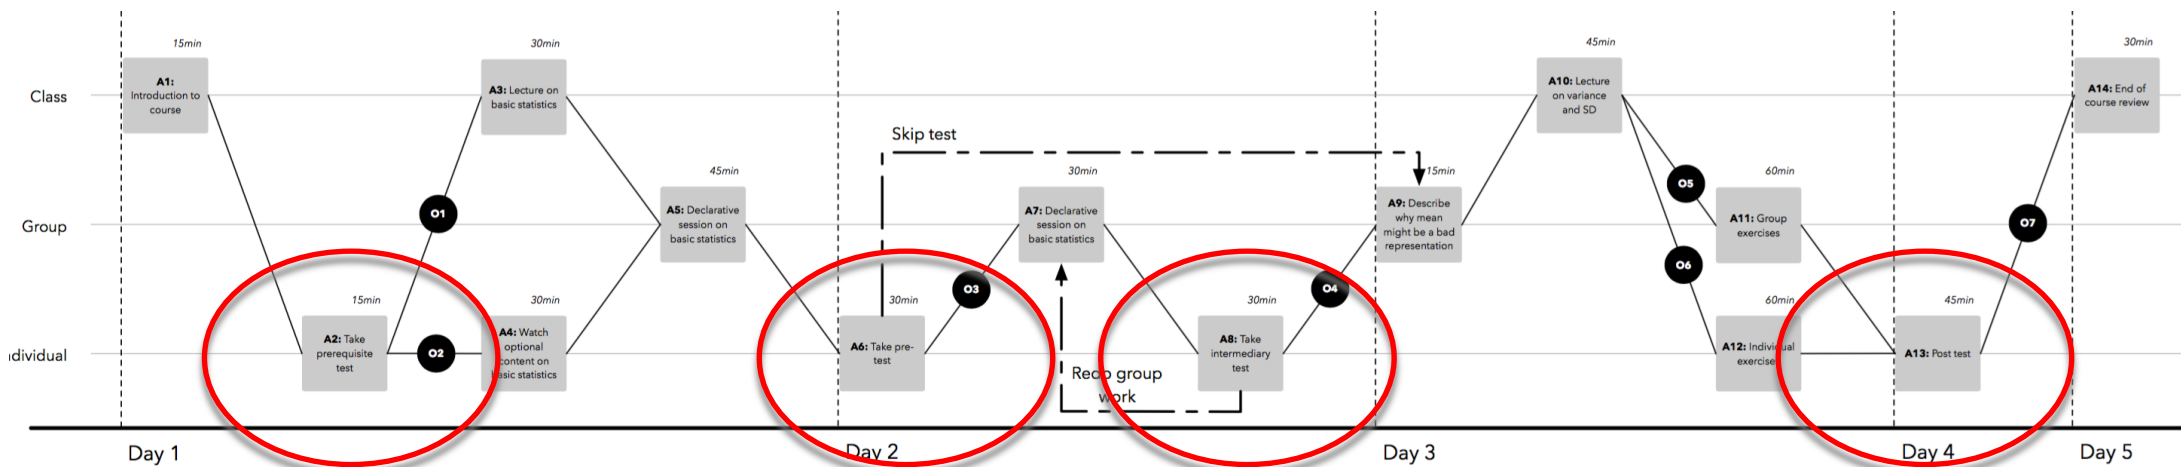 15min
A1:
Introduction to
course
30min
A3: Lecture on
basic statistics
45min
A10: Lecture
on variance
and SD
30min
A14: End of
course review
Class
Skip test
45min
A5: Declarative
session on
basic statistics
30min
A7: Declarative
session on
basic statistics
15min
A9: Describe
why mean
might be a bad
representation
60min
A11: Group
exercises
Group
O1
O3
O4
O5
O6
O7
15min
A2: Take
prerequisite
test
O2
30min
A4: Watch
optional
content on
basic statistics
30min
A6: Take pre-
test
30min
A8: Take
intermediary
test
60min
A12: Individual
exercises
45min
A13: Post test
dividual
Redo group
work
Day 1
Day 2
Day 3
Day 4
Day 5